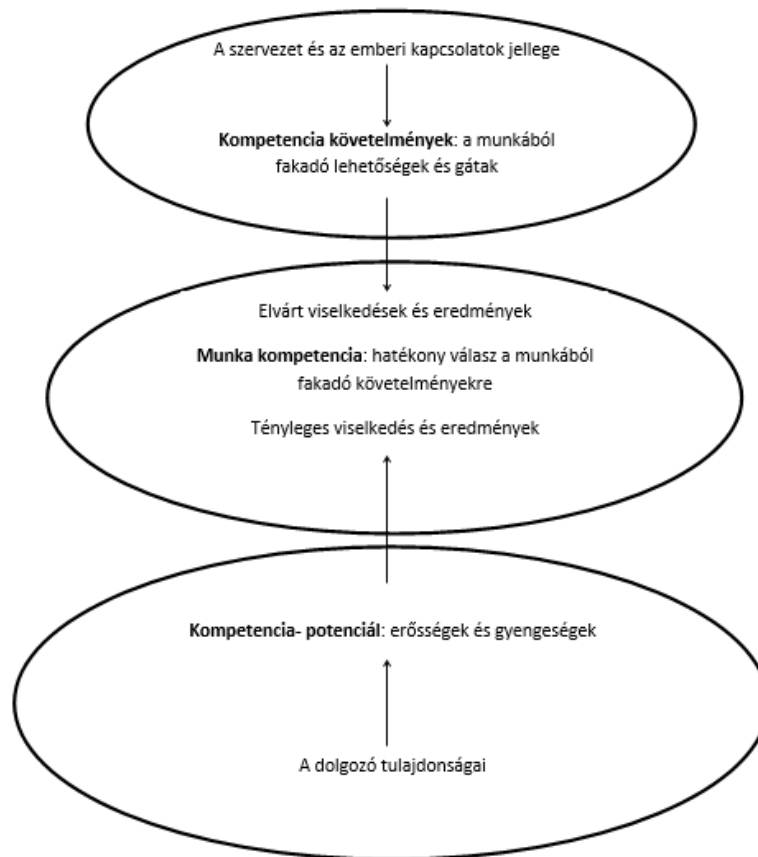 A szervezet és az emberi kapcsolatok jellege
Kompetencia követelmények: a munkából
fakadó lehetőségek és gátak
Elvárt viselkedések és eredmények
Munka kompetencia: hatékony válasz a munkából
fakadó követelményekre
Tényleges viselkedés és eredmények
Kompetencia- potenciál: erősségek és gyengeségek
A dolgozó tulajdonságai